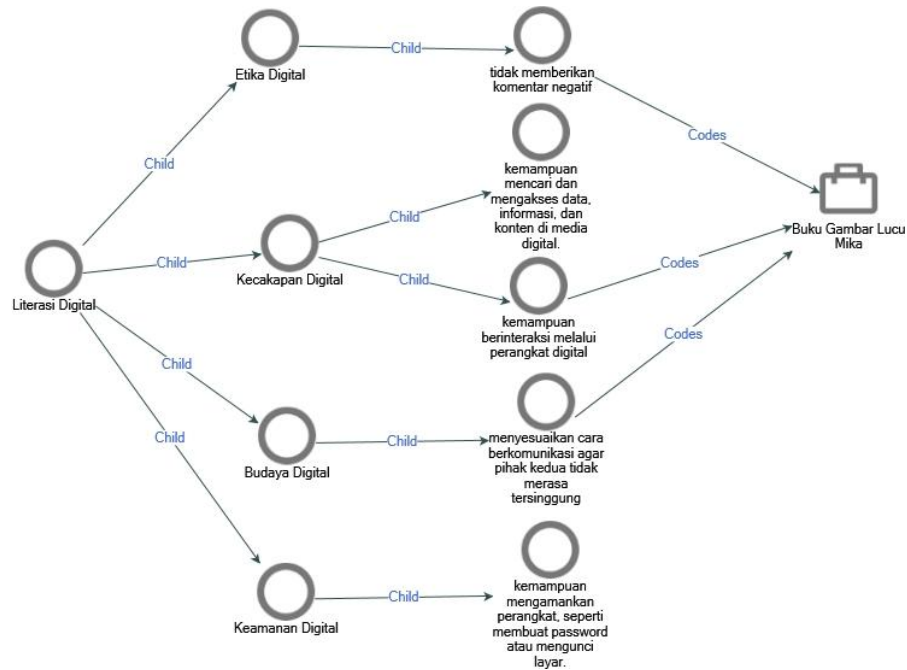 Etika Digital
Child
tidak memberikan
komentar negatif
Codes
Child
kemampuan
mencari dan
mengakses data,
informasi, dan
konten di media
digital.
Child
Buku Gambar Lucu
Mika
Child
Kecakapan Digital
Child
Codes
Literasi Digital
kemampuan
berinteraksi melalui
perangkat digital
Codes
Child
Budaya Digital
Child
menyesuaikan cara
berkomunikasi agar
pihak kedua tidak
merasa
tersinggung
Child
Keamanan Digital
Child
kemampuan
mengamankan
perangkat, seperti
membuat password
atau mengunci
layar.